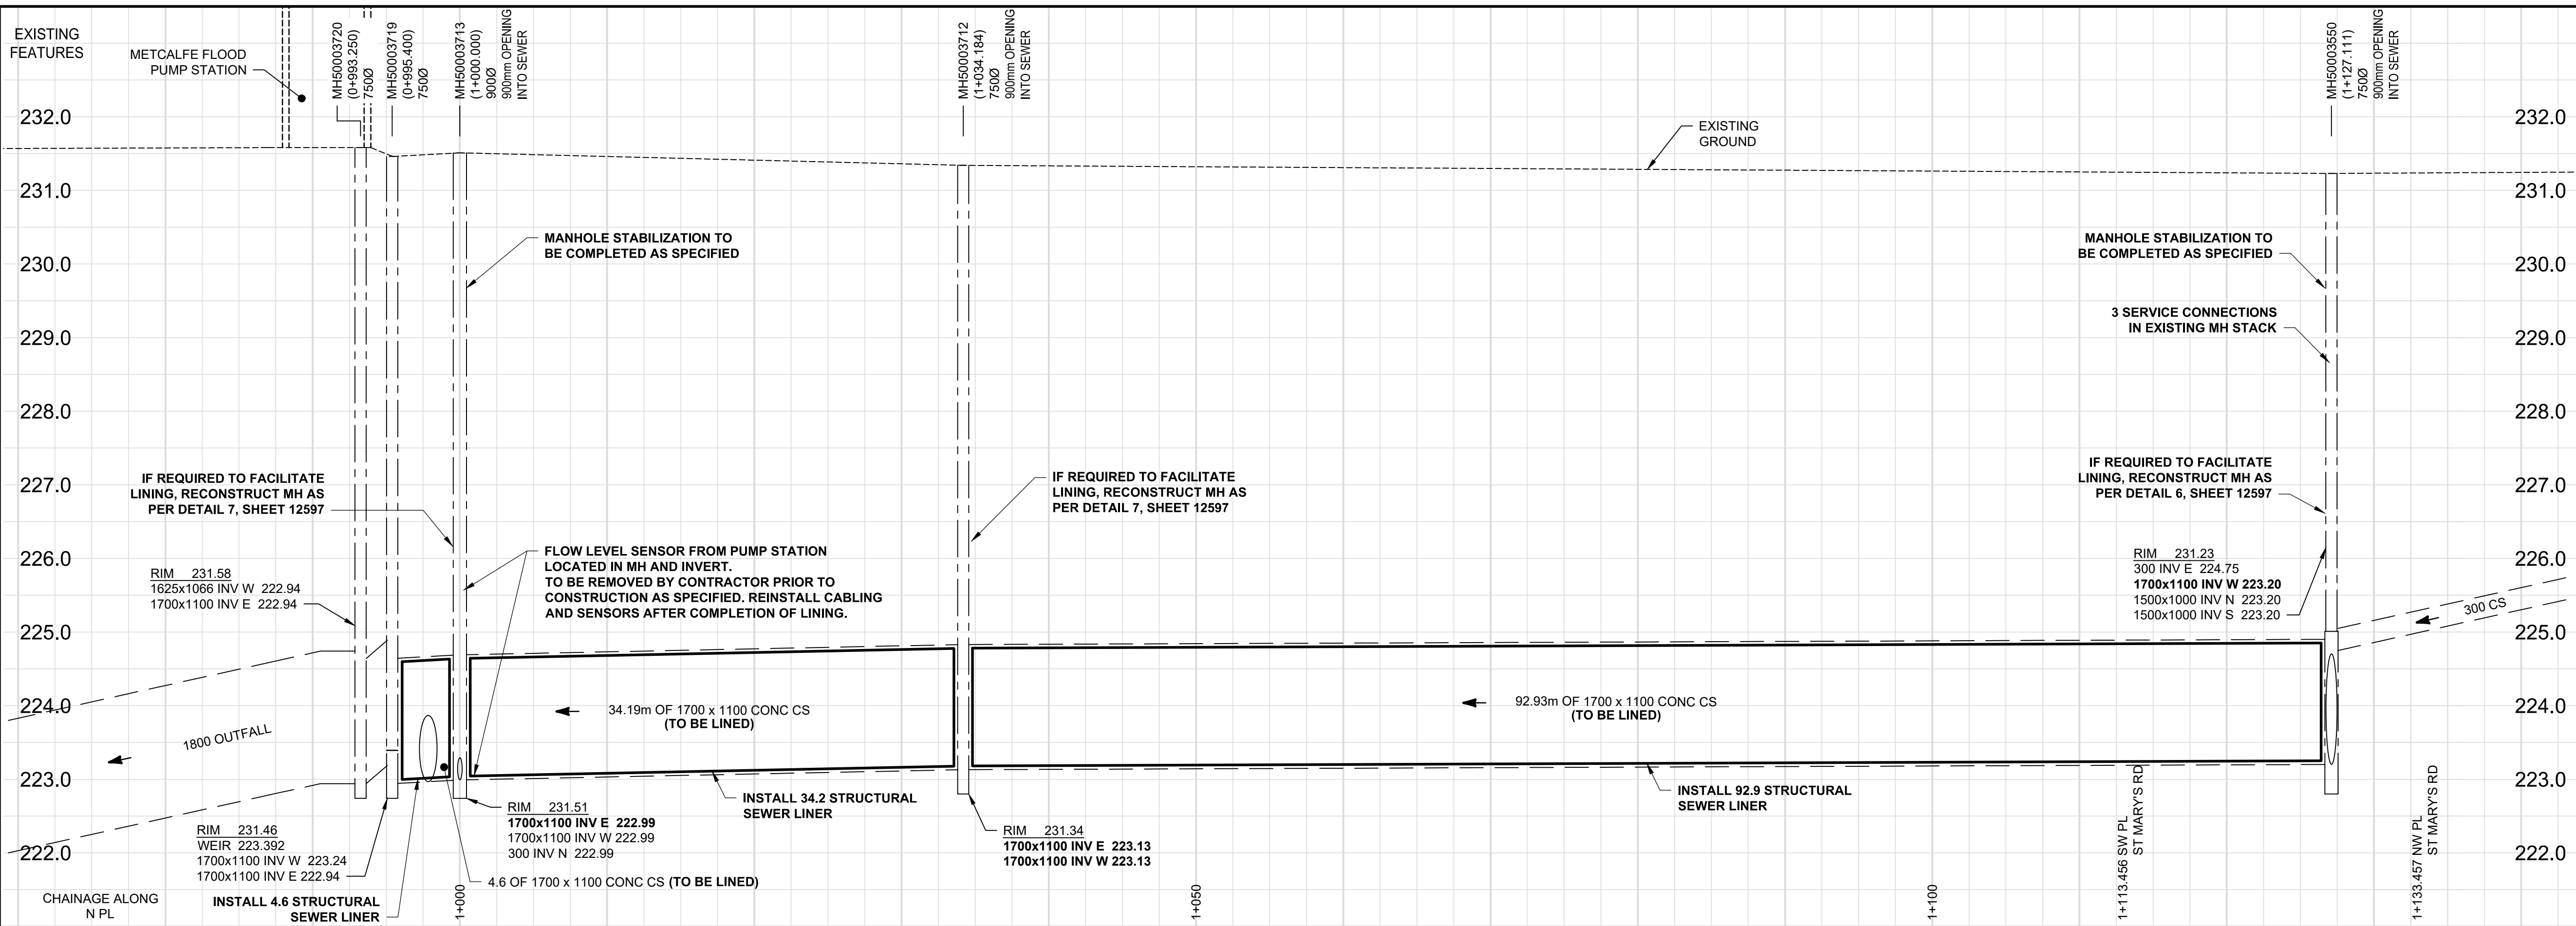 EXISTING
FEATURES
METCALFE FLOOD
PUMP STATION
MH50003720
(0+993.250)
750Ø
MH50003719
(0+995.400)
750Ø
MH50003713
(1+000.000)
900Ø
900mm OPENING
INTO SEWER
MH50003712
(1+034.184)
750Ø
900mm OPENING
INTO SEWER
MH50003550
(1+127.111)
750Ø
900mm OPENING
INTO SEWER
232.0
231.0
230.0
229.0
228.0
227.0
226.0
225.0
224.0
223.0
222.0
232.0
231.0
230.0
229.0
228.0
227.0
226.0
225.0
224.0
223.0
222.0
EXISTING
GROUND
MANHOLE STABILIZATION TO
BE COMPLETED AS SPECIFIED
MANHOLE STABILIZATION TO
BE COMPLETED AS SPECIFIED
3 SERVICE CONNECTIONS
IN EXISTING MH STACK
IF REQUIRED TO FACILITATE
LINING, RECONSTRUCT MH AS
PER DETAIL 7, SHEET 12597
IF REQUIRED TO FACILITATE
LINING, RECONSTRUCT MH AS
PER DETAIL 7, SHEET 12597
IF REQUIRED TO FACILITATE
LINING, RECONSTRUCT MH AS
PER DETAIL 6, SHEET 12597
FLOW LEVEL SENSOR FROM PUMP STATION
LOCATED IN MH AND INVERT.
TO BE REMOVED BY CONTRACTOR PRIOR TO
CONSTRUCTION AS SPECIFIED. REINSTALL CABLING
AND SENSORS AFTER COMPLETION OF LINING.
RIM 231.58
1625x1066 INV W 222.94
1700x1100 INV E 222.94
RIM 231.23
300 INV E 224.75
1700x1100 INV W 223.20
1500x1000 INV N 223.20
1500x1000 INV S 223.20
300 CS
1800 OUTFALL
34.19m OF 1700 x 1100 CONC CS
(TO BE LINED)
92.93m OF 1700 x 1100 CONC CS
(TO BE LINED)
INSTALL 34.2 STRUCTURAL
SEWER LINER
INSTALL 92.9 STRUCTURAL
SEWER LINER
RIM 231.46
WEIR 223.392
1700x1100 INV W 223.24
1700x1100 INV E 222.94
RIM 231.51
1700x1100 INV E 222.99
1700x1100 INV W 222.99
300 INV N 222.99
RIM 231.34
1700x1100 INV E 223.13
1700x1100 INV W 223.13
4.6 OF 1700 x 1100 CONC CS (TO BE LINED)
INSTALL 4.6 STRUCTURAL
SEWER LINER
CHAINAGE ALONG
N PL
1+000
1+050
1+100
1+113.456 SW PL
ST MARY'S RD
1+133.457 NW PL
ST MARY'S RD